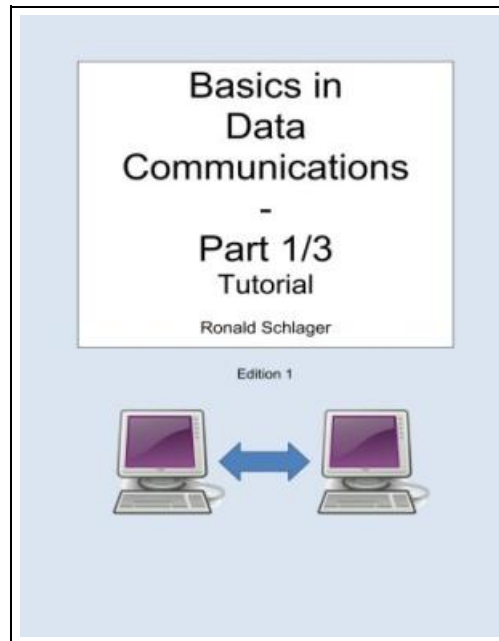 Basics in
Data
Communications
-
Part 1/3
Tutorial
Ronald Schlager
Edition 1